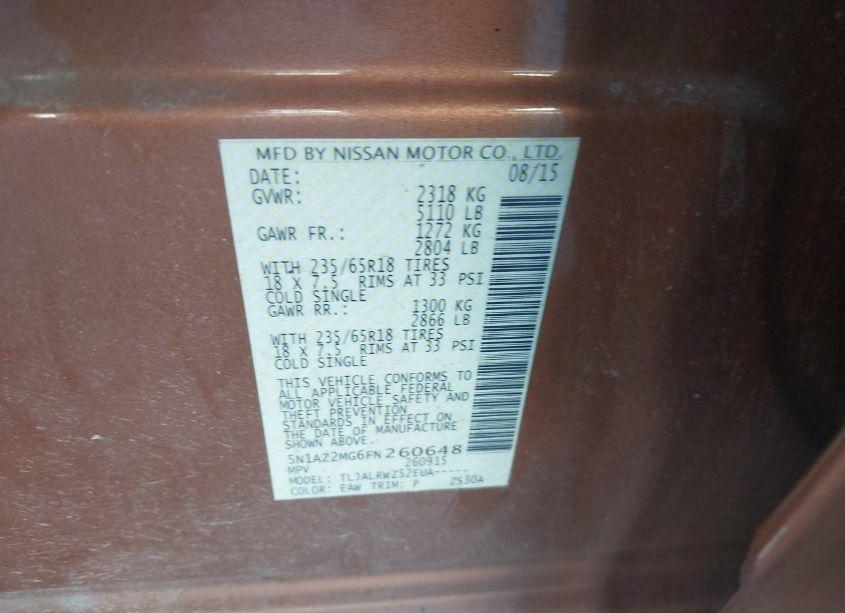 MFD BY NISSAN MOTOR CO., LTD.
DATE: 08/15
GVWR: 2318 KG
5110 LB
GAWR FR.: 1272 KG
2804 LB
WITH 235/65R18 TIRES
18 X 7.5 RIMS AT 33 PSI
COLD SINGLE
GAWR RR.: 1300 KG
2866 LB
WITH 235/65R18 TIRES
18 X 7.5 RIMS AT 33 PSI
COLD SINGLE
THIS VEHICLE CONFORMS TO
ALL APPLICABLE FEDERAL
MOTOR VEHICLE SAFETY AND
THEFT PREVENTION
STANDARDS IN EFFECT ON
THE DATE OF MANUFACTURE
SHOWN ABOVE.
5N1AZ2MG6FN260648
MPV 260915
MODEL: TLJALRWZ52EUA-----
COLOR: EAW TRIM: P ZS30A